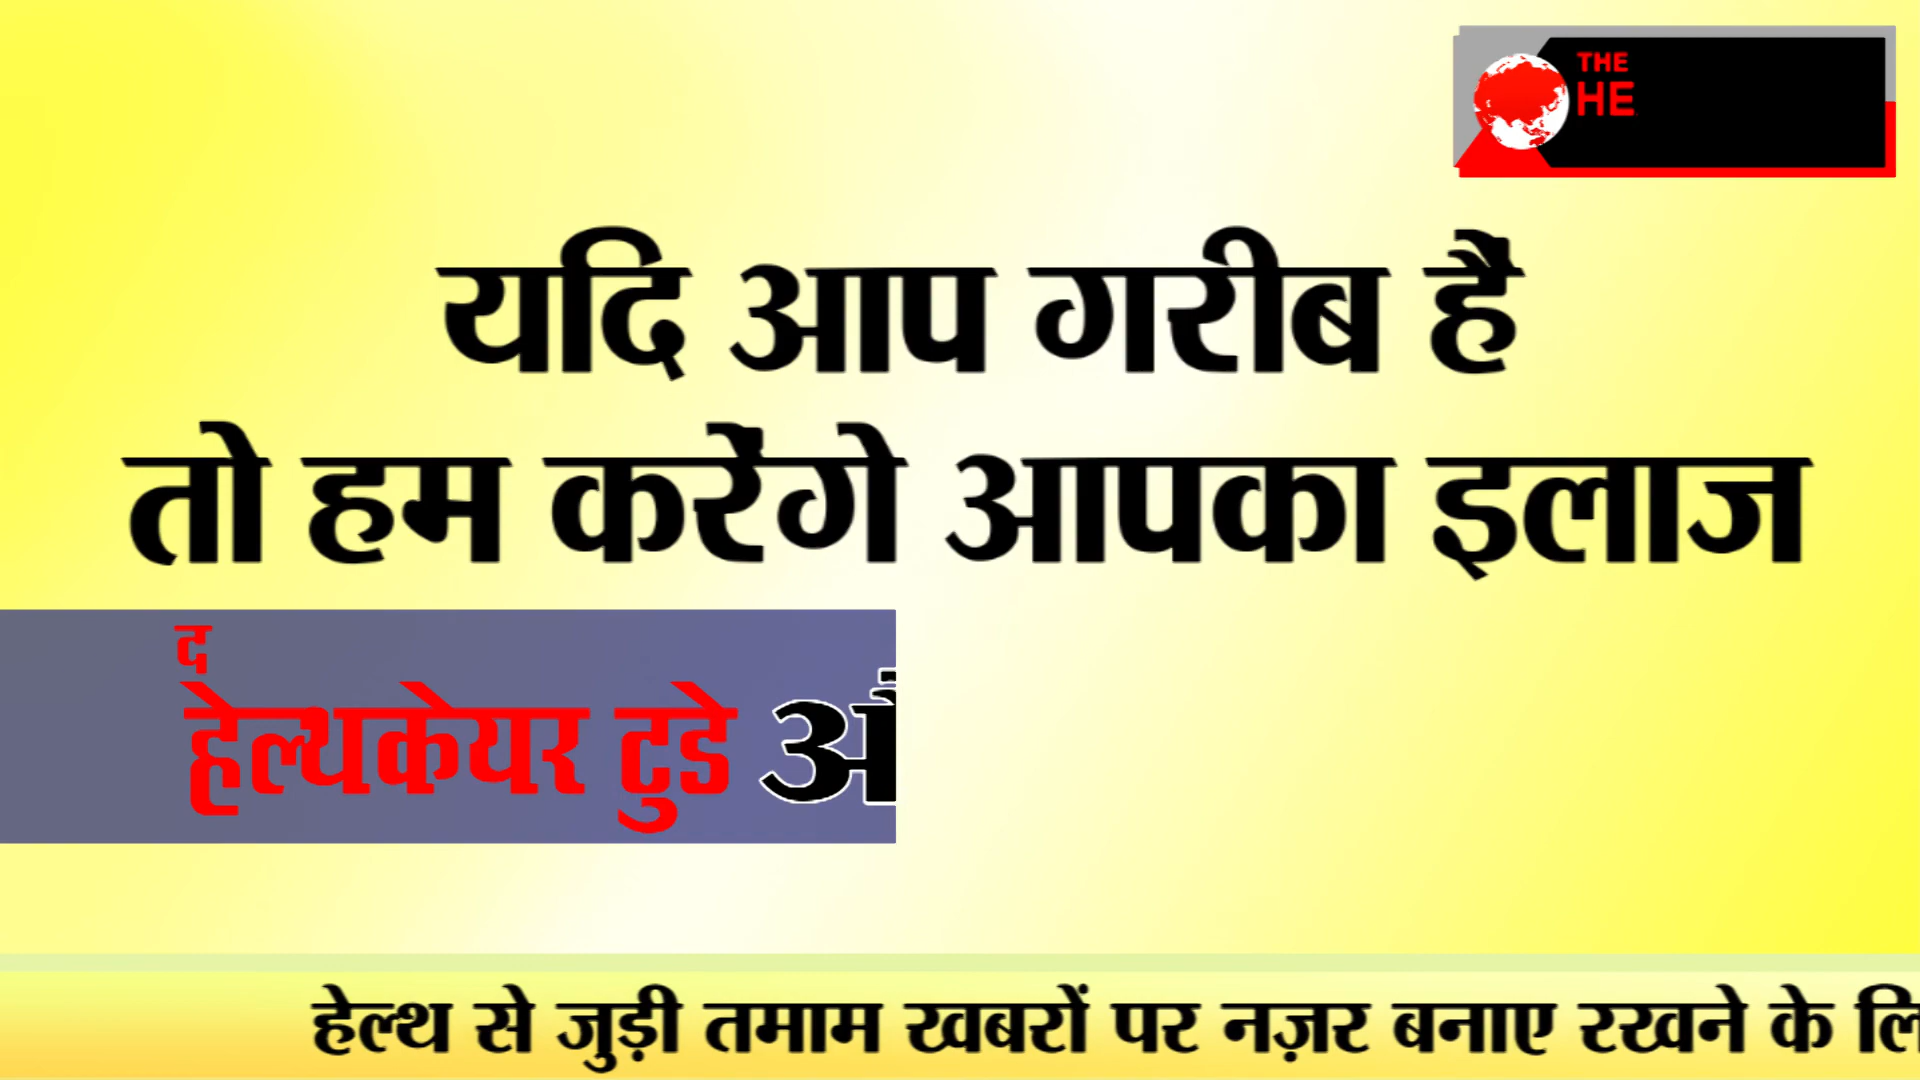 THE
HE
यदि आप गरीब हैं
तो हम करेंगे आपका इलाज
द
हेल्थकेयर टुडे
हेल्थ से जुड़ी तमाम खबरों पर नज़र बनाए रखने के